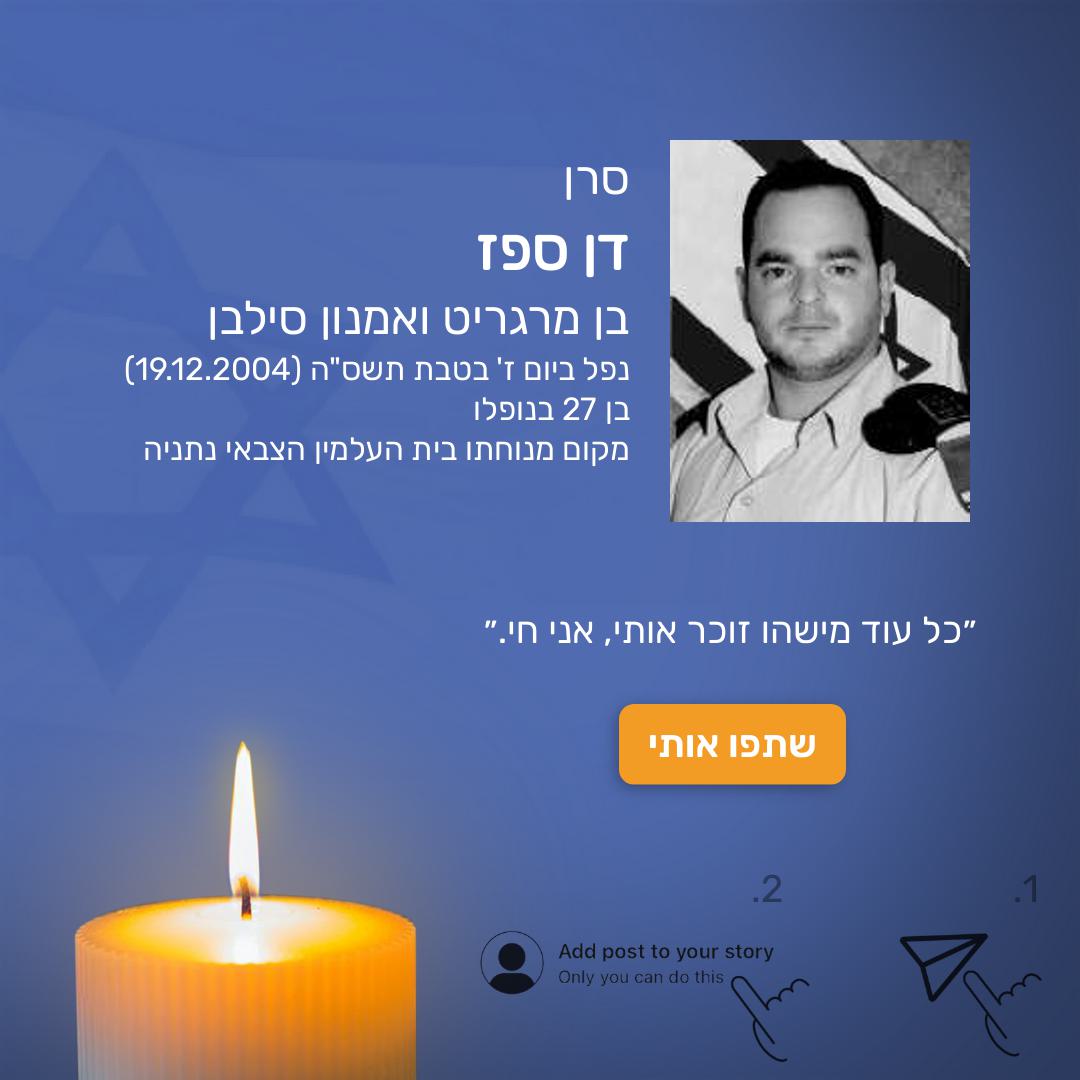 סרן
דן ספז
בן מרגריט ואמנון סילבן
נפל ביום ז' בטבת תשס"ה (19.12.2004)
בן 27 בנופלו
מקום מנוחתו בית העלמין הצבאי נתניה
״כל עוד מישהו זוכר אותי, אני חי.״
שתפו אותי
.1
.2
Add post to your story
Only you can do this